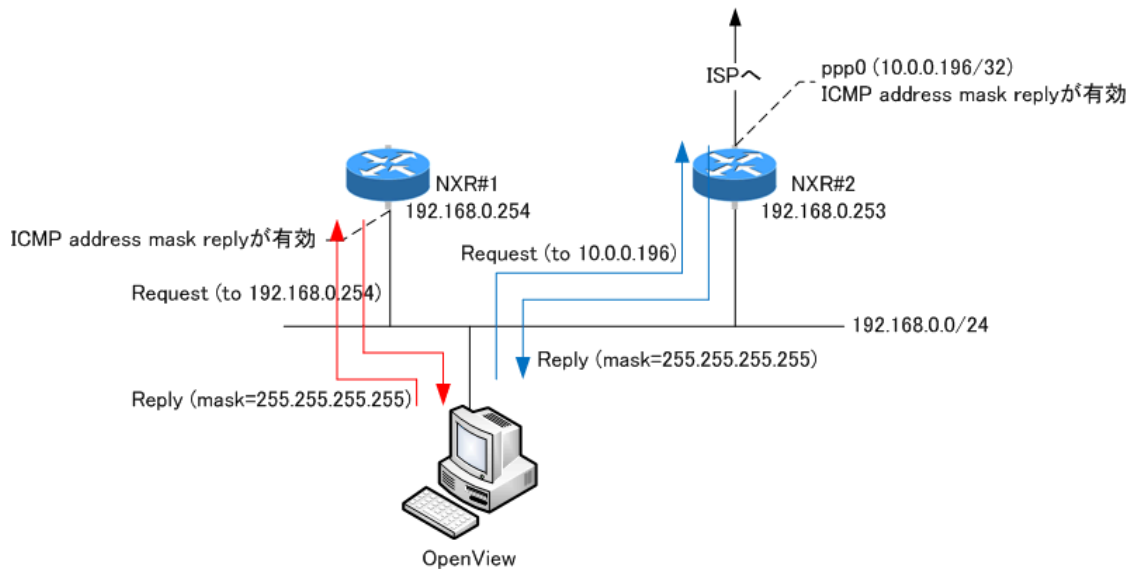 ISPへ
ppp0 (10.0.0.196/32)
ICMP address mask replyが有効
NXR#1
192.168.0.254
NXR#2
192.168.0.253
ICMP address mask replyが有効
Request (to 10.0.0.196)
Request (to 192.168.0.254)
192.168.0.0/24
Reply (mask=255.255.255.255)
Reply (mask=255.255.255.255)
OpenView